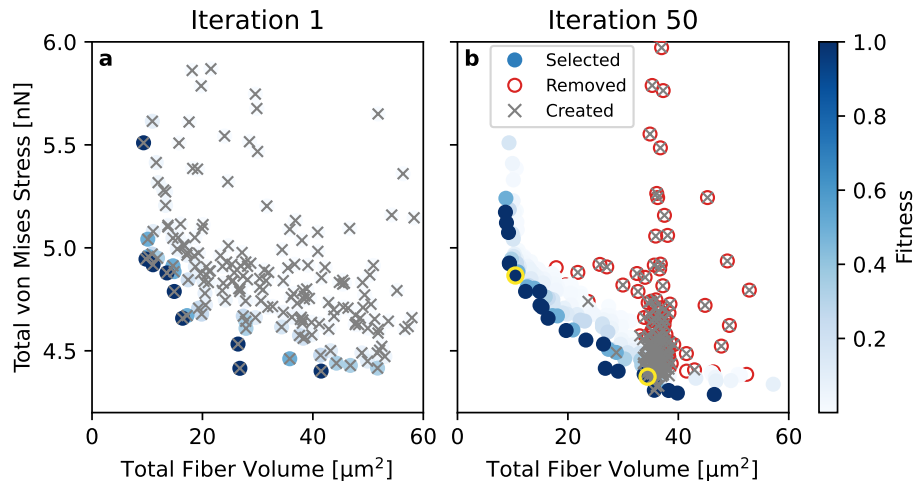 Iteration 1
Iteration 50
a
b
Selected
Removed
Created
6.0
5.5
5.0
4.5
Total von Mises Stress [nN]
0
20
40
60
0
20
40
60
Total Fiber Volume [μm²]
Total Fiber Volume [μm²]
1.0
0.8
0.6
0.4
0.2
Fitness